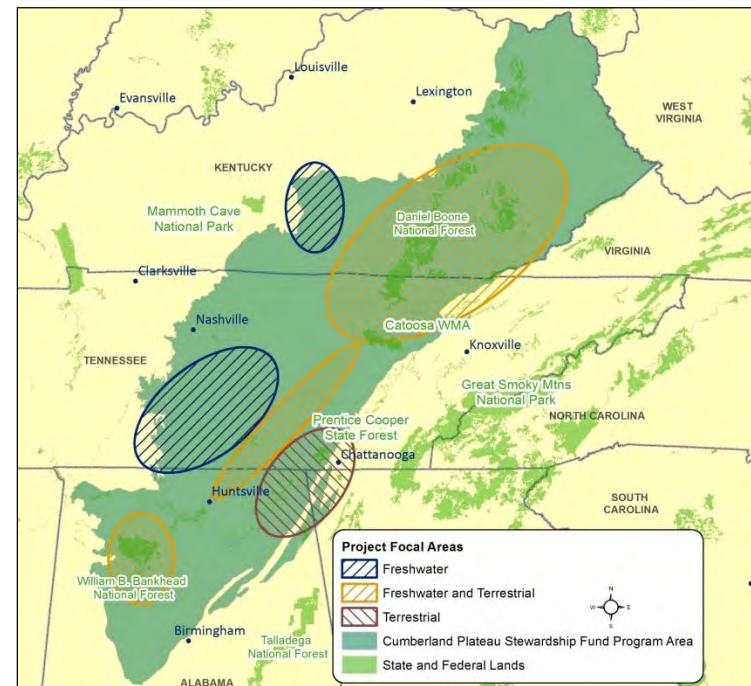 Louisville
Evansville
Lexington
WEST
VIRGINIA
KENTUCKY
Mammoth Cave
National Park
Daniel Boone
National Forest
VIRGINIA
Clarksville
Nashville
Catoosa WMA
Knoxville
TENNESSEE
Great Smoky Mtns
National Park
NORTH CAROLINA
Prentice Cooper
State Forest
Chattanooga
Huntsville
SOUTH
CAROLINA
William B. Bankhead
National Forest
Birmingham
Talladega
National Forest
ALABAMA
Project Focal Areas
Freshwater
Freshwater and Terrestrial
Terrestrial
Cumberland Plateau Stewardship Fund Program Area
State and Federal Lands
N
W
E
S